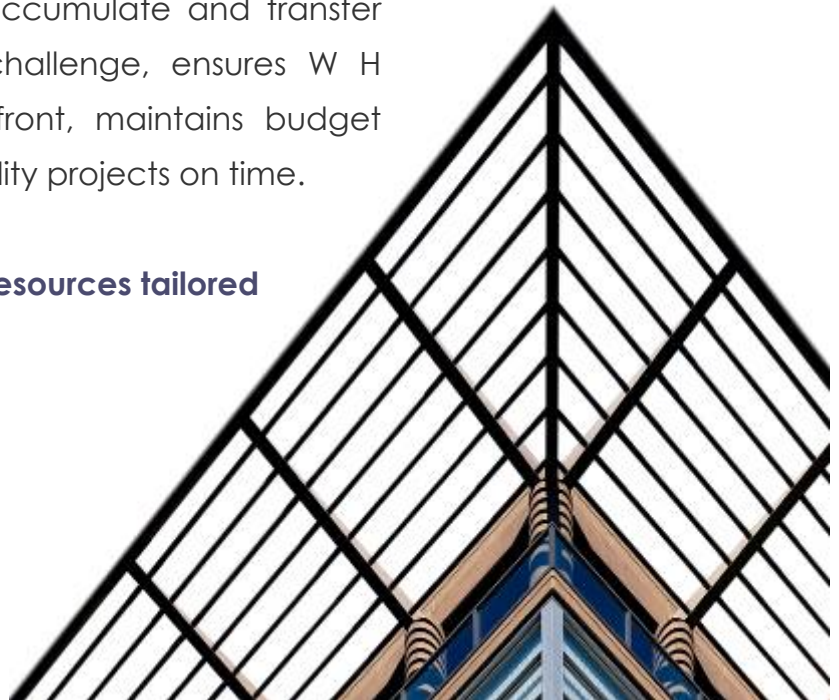 ccumulate and transfer
challenge, ensures W H
front, maintains budget
lity projects on time.
esources tailored